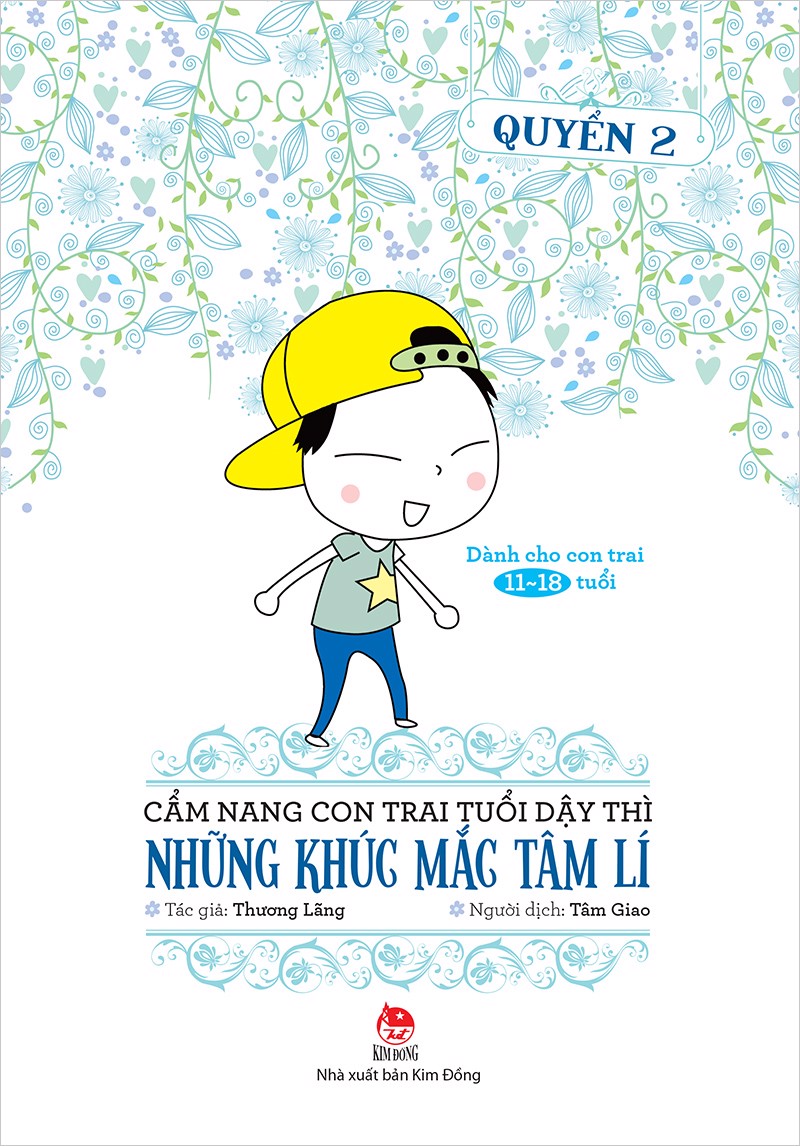 QUYỂN 2
Dành cho con trai
11~18 tuổi
CẨM NANG CON TRAI TUỔI DẬY THÌ
NHỮNG KHÚC MẮC TÂM LÍ
Tác giả: Thương Lãng
Người dịch: Tâm Giao
Kđ
KIM ĐỒNG
Nhà xuất bản Kim Đồng